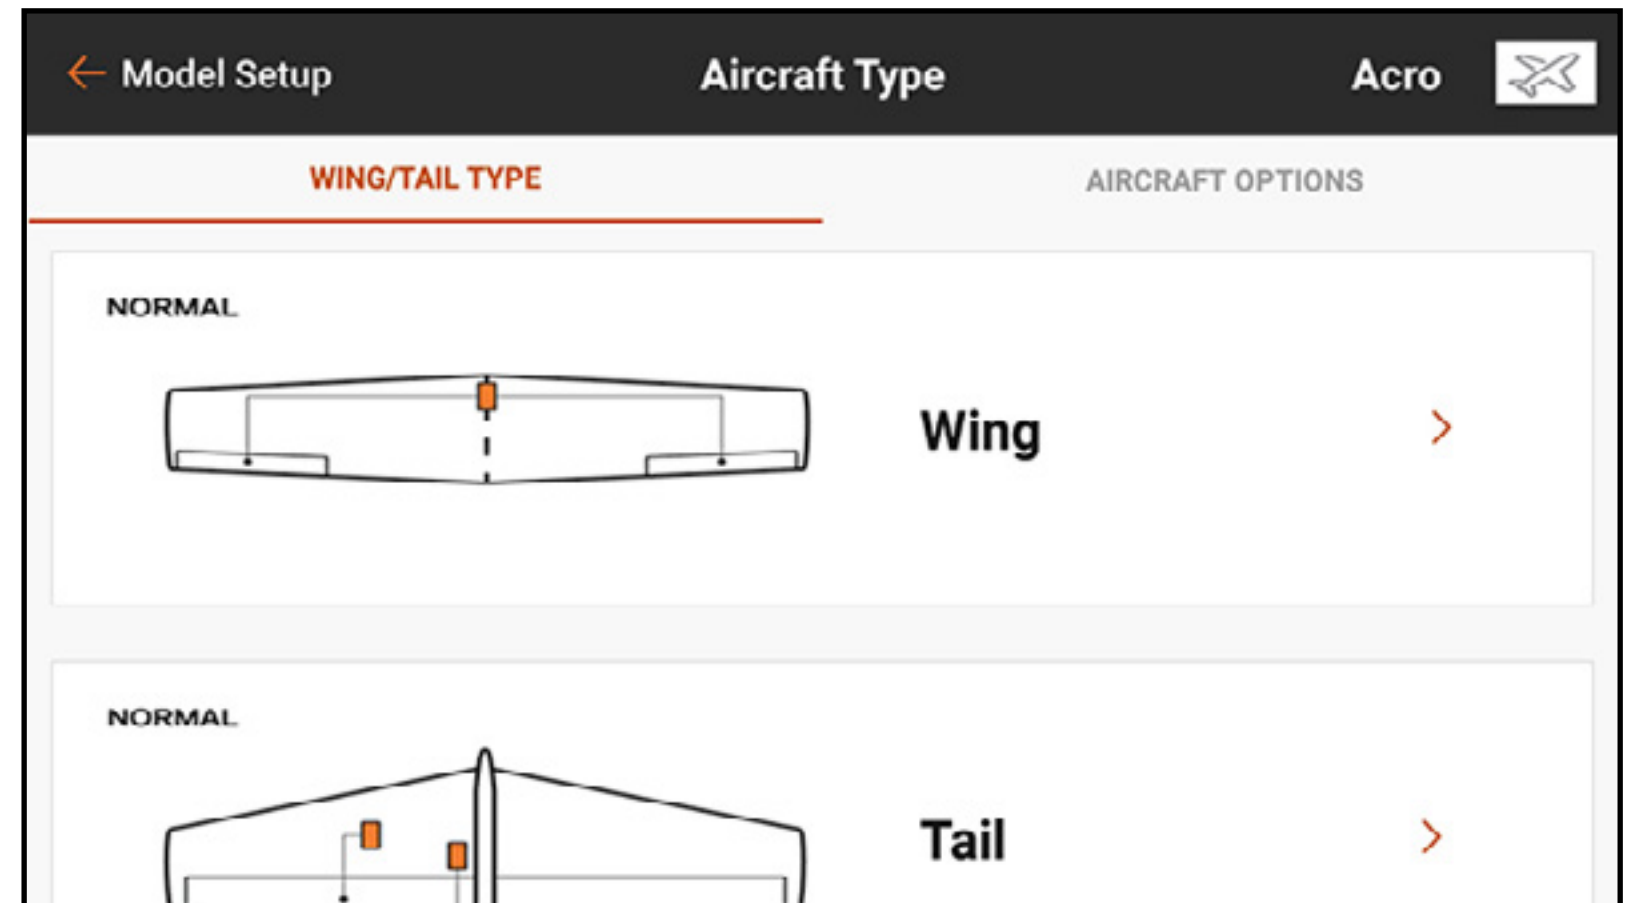 Model Setup
Aircraft Type
Acro
WING/TAIL TYPE
AIRCRAFT OPTIONS
NORMAL
Wing
NORMAL
Tail